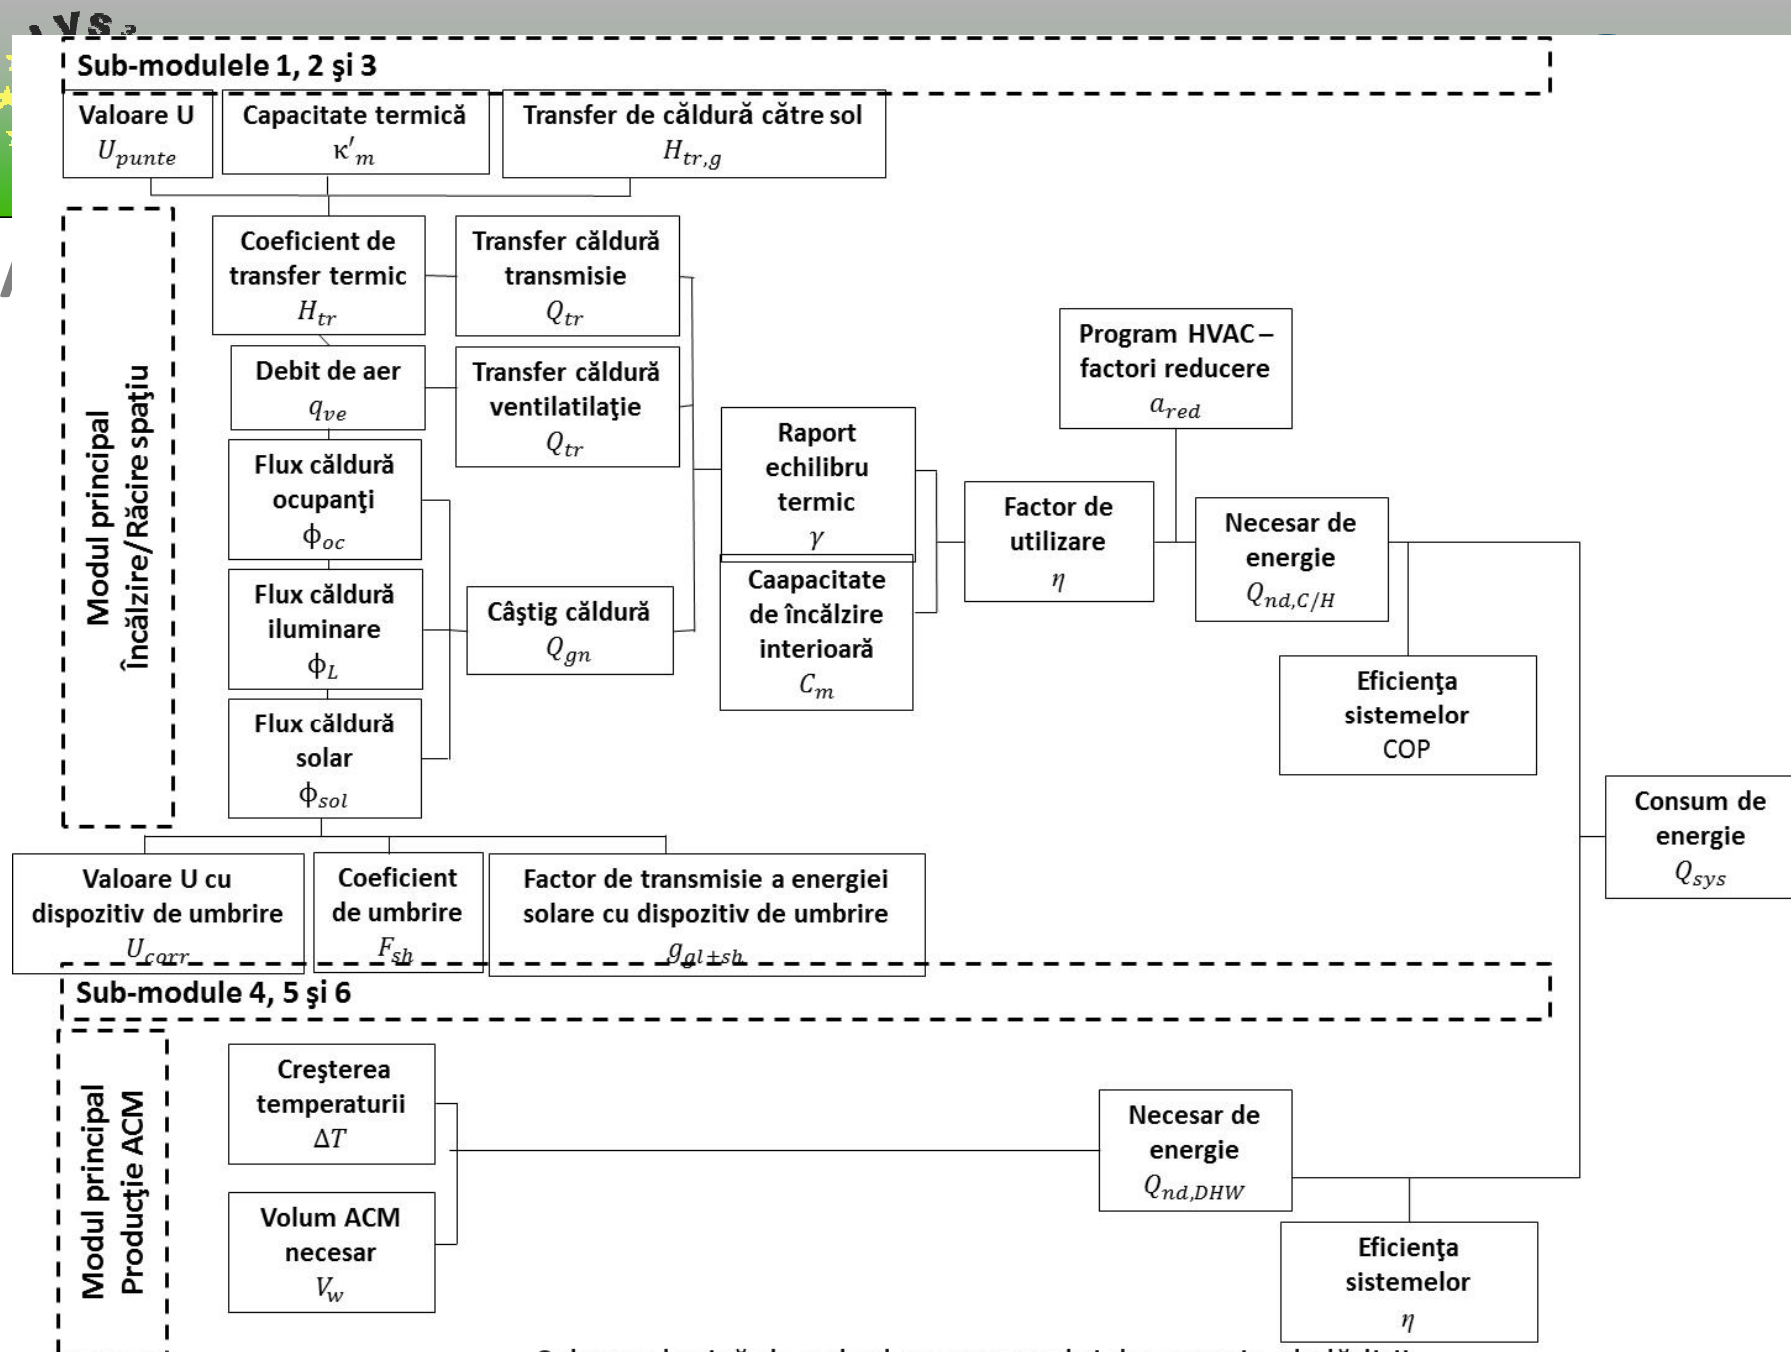 Sub-modulele 1, 2 şi 3
Valoare U
U_punte
Capacitate termică
κ′_m
Transfer de căldură către sol
H_tr,g
Modul principal
Încălzire/Răcire spaţiu
Coeficient de
transfer termic
H_tr
Transfer căldură
transmisie
Q_tr
Debit de aer
q_ve
Transfer căldură
ventilatilaţie
Q_tr
Flux căldură
ocupanţi
ϕ_oc
Flux căldură
iluminare
ϕ_L
Flux căldură
solar
ϕ_sol
Câştig căldură
Q_gn
Raport
echilibru
termic
γ
Caapacitate
de încălzire
interioară
C_m
Factor de
utilizare
η
Program HVAC –
factori reducere
a_red
Necesar de
energie
Q_nd,C/H
Eficienţa
sistemelor
COP
Consum de
energie
Q_sys
Valoare U cu
dispozitiv de umbrire
U_corr
Coeficient
de umbrire
F_sh
Factor de transmisie a energiei
solare cu dispozitiv de umbrire
g_gl+sh
Sub-module 4, 5 şi 6
Modul principal
Producţie ACM
Creşterea
temperaturii
ΔT
Volum ACM
necesar
V_w
Necesar de
energie
Q_nd,DHW
Eficienţa
sistemelor
η